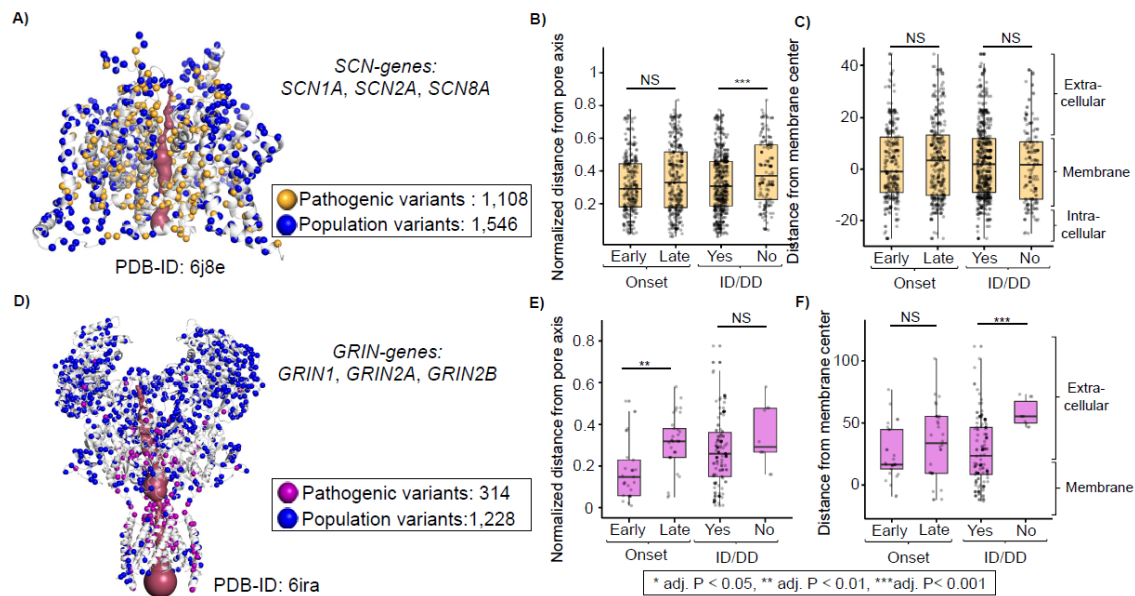 A)
SCN-genes:
SCN1A, SCN2A, SCN8A
Pathogenic variants : 1,108
Population variants: 1,546
PDB-ID: 6j8e
B)
Normalized distance from pore axis
1
0.8
0.6
0.4
0.2
NS
***
Early Late Yes No
Onset ID/DD
C)
Distance from membrane center
40
20
0
-20
NS
NS
Early Late Yes No
Onset ID/DD
Extra-
cellular
Membrane
Intra-
cellular
D)
GRIN-genes:
GRIN1, GRIN2A, GRIN2B
Pathogenic variants: 314
Population variants:1,228
PDB-ID: 6ira
E)
Normalized distance from pore axis
0.8
0.6
0.4
0.2
0
**
NS
Early Late Yes No
Onset ID/DD
F)
Distance from membrane center
100
50
0
NS
***
Early Late Yes No
Onset ID/DD
Extra-
cellular
Membrane
* adj. P < 0.05, ** adj. P < 0.01, ***adj. P< 0.001